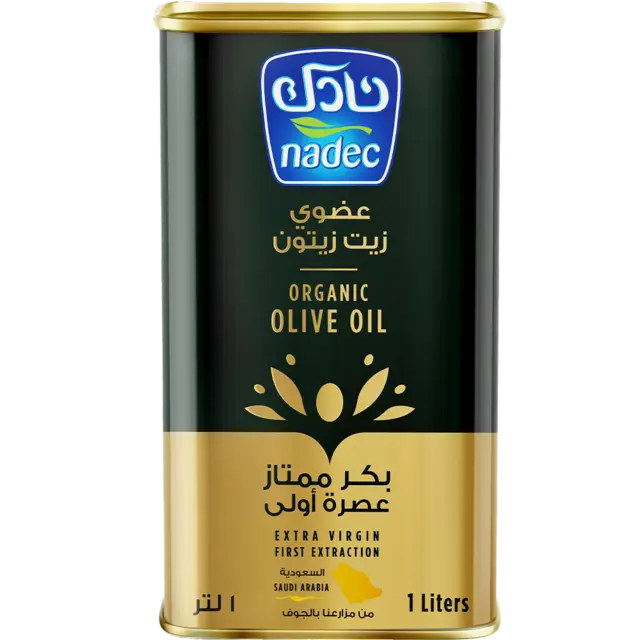 نادك
nadec
عضوي
زيت زيتون
ORGANIC
OLIVE OIL
بكر ممتاز
عصرة أولى
EXTRA VIRGIN
FIRST EXTRACTION
السعودية
SAUDI ARABIA
من مزارعنا بالجوف
١ لتر
1 Liters